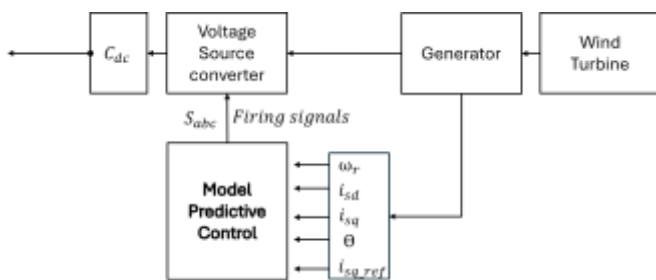 C_dc
Voltage
Source
converter
Generator
Wind
Turbine
S_abc Firing signals
Model
Predictive
Control
ω_r
i_sd
i_sq
Θ
i_sq_ref